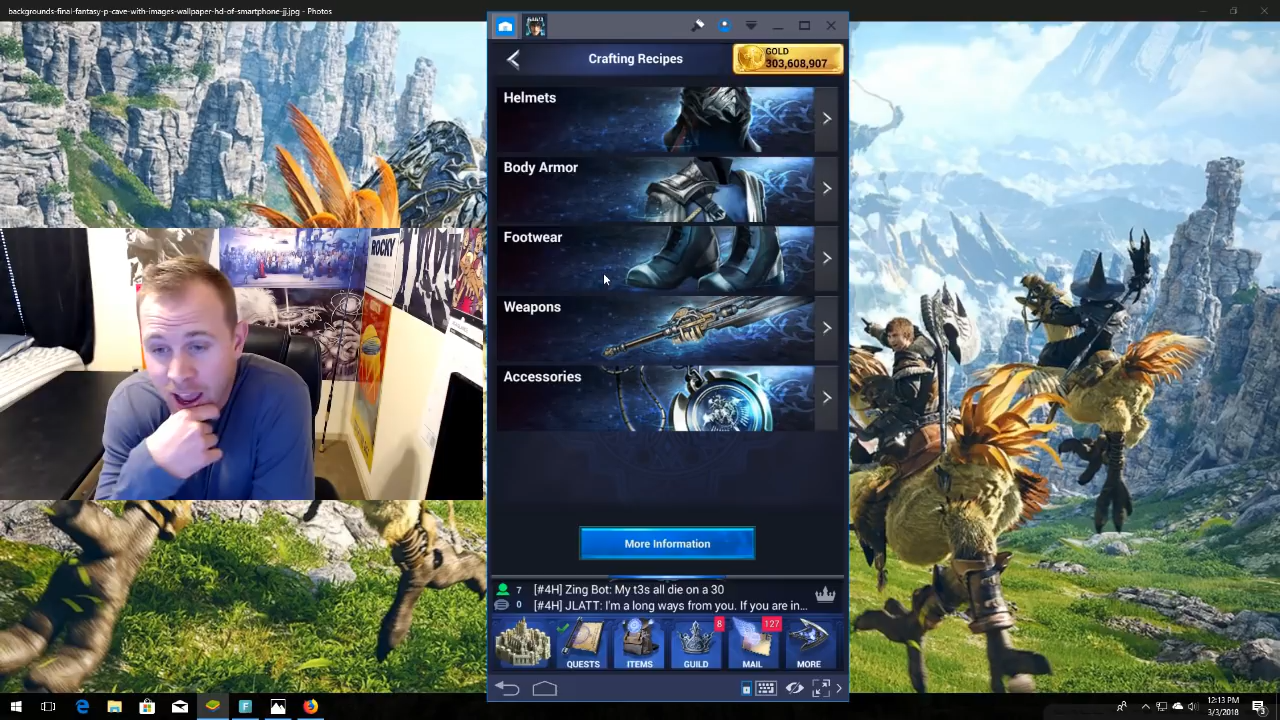 backgrounds-final-fantasy-p-cave-with-images-wallpaper-hd-of-smartphone-jj.jpg - Photos
Crafting Recipes
GOLD
303,608,907
Helmets
Body Armor
Footwear
Weapons
Accessories
More Information
7 [#4H] Zing Bot: My t3s all die on a 30
0 [#4H] JLATT: I'm a long ways from you. If you are in...
8
127
QUESTS
ITEMS
GUILD
MAIL
MORE
ROCKY
12:13 PM
3/3/2018